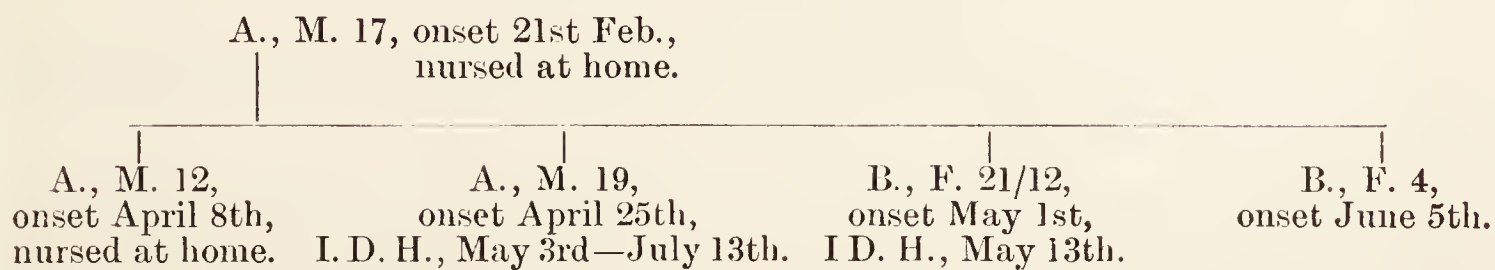 A., M. 17, onset 21st Feb.,
nursed at home.
A., M. 12,
onset April 8th,
nursed at home.
A., M. 19,
onset April 25th,
I. D. H., May 3rd—July 13th.
B., F. 21/12,
onset May 1st,
I D. H., May 13th.
B., F. 4,
onset June 5th.